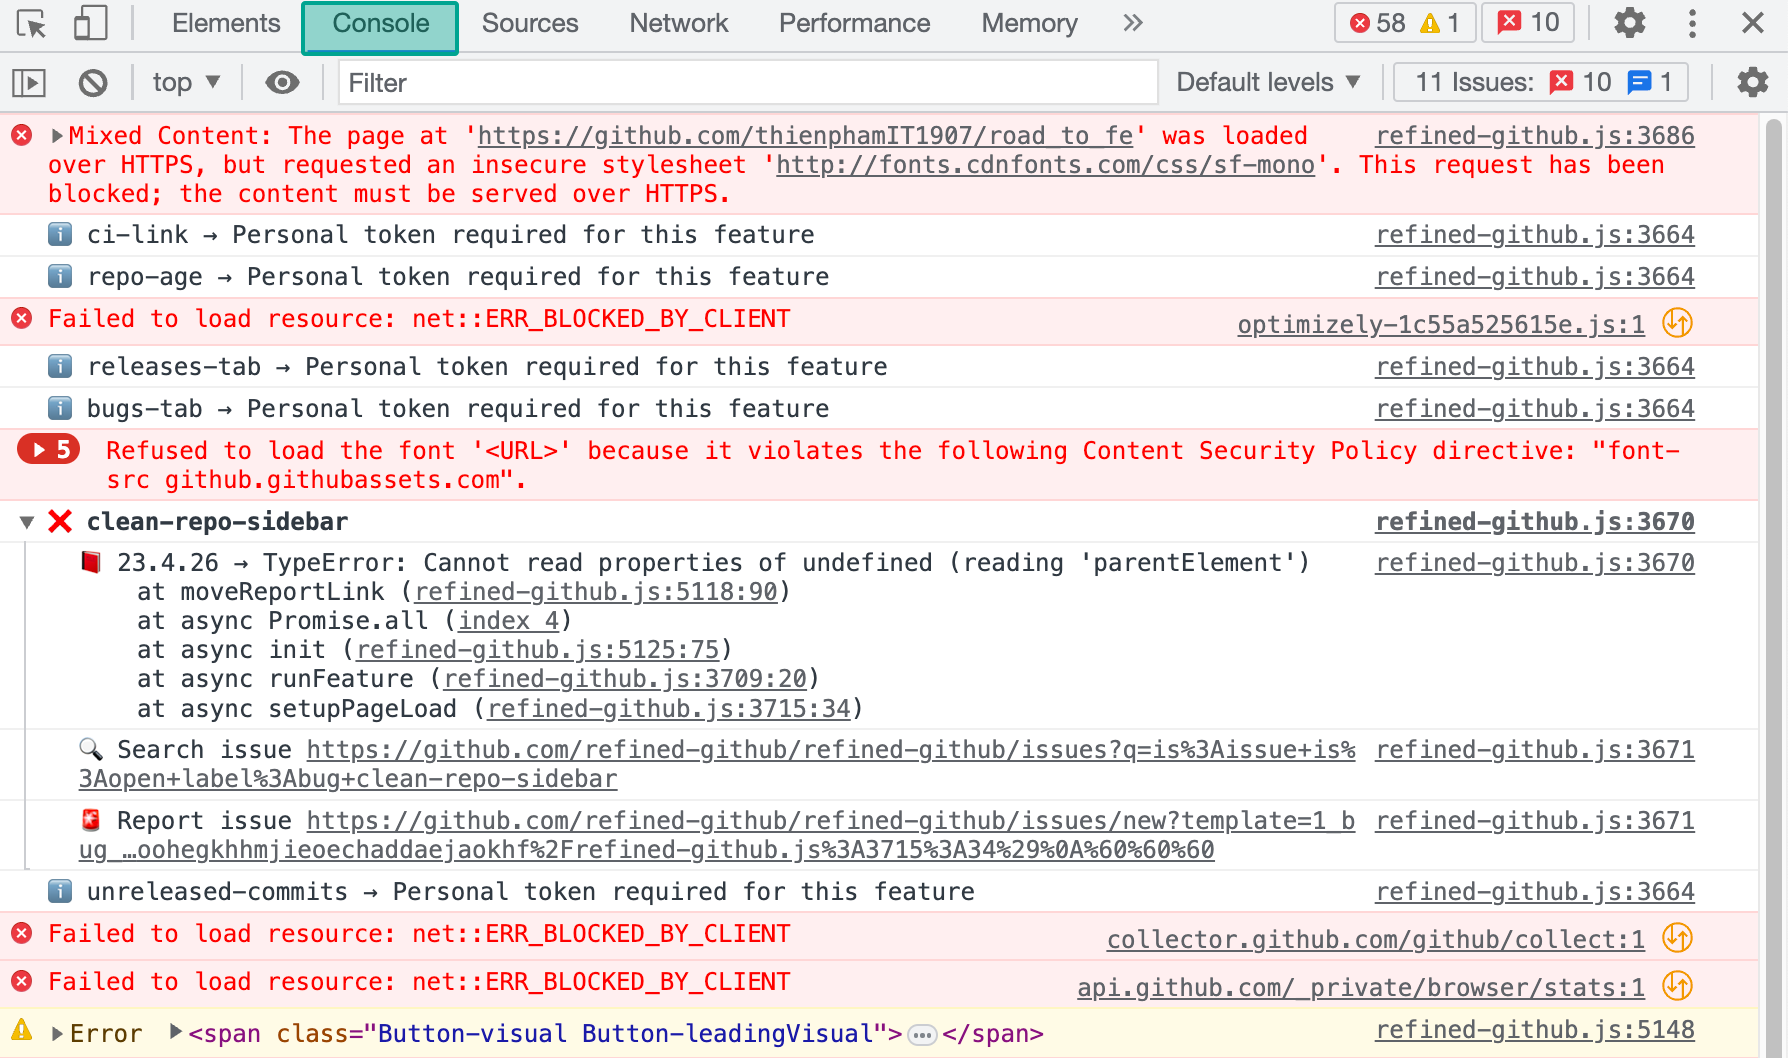 Elements Console Sources Network Performance Memory » 58 1 10
top ▼ Filter Default levels ▼ 11 Issues: 10 1
▶Mixed Content: The page at 'https://github.com/thienphamIT1907/road_to_fe' was loaded refined-github.js:3686
over HTTPS, but requested an insecure stylesheet 'http://fonts.cdnfonts.com/css/sf-mono'. This request has been
blocked; the content must be served over HTTPS.
ℹ️ ci-link → Personal token required for this feature refined-github.js:3664
ℹ️ repo-age → Personal token required for this feature refined-github.js:3664
Failed to load resource: net::ERR_BLOCKED_BY_CLIENT optimizely-1c55a525615e.js:1
ℹ️ releases-tab → Personal token required for this feature refined-github.js:3664
ℹ️ bugs-tab → Personal token required for this feature refined-github.js:3664
▶ 5 Refused to load the font '<URL>' because it violates the following Content Security Policy directive: "font-
src github.githubassets.com".
▼ ❌ clean-repo-sidebar refined-github.js:3670
📕 23.4.26 → TypeError: Cannot read properties of undefined (reading 'parentElement') refined-github.js:3670
at moveReportLink (refined-github.js:5118:90)
at async Promise.all (index 4)
at async init (refined-github.js:5125:75)
at async runFeature (refined-github.js:3709:20)
at async setupPageLoad (refined-github.js:3715:34)
🔍 Search issue https://github.com/refined-github/refined-github/issues?q=is%3Aissue+is% refined-github.js:3671
3Aopen+label%3Abug+clean-repo-sidebar
🚨 Report issue https://github.com/refined-github/refined-github/issues/new?template=1_b refined-github.js:3671
ug_…oohegkhhmjieoechaddaejaokhf%2Frefined-github.js%3A3715%3A34%29%0A%60%60%60
ℹ️ unreleased-commits → Personal token required for this feature refined-github.js:3664
Failed to load resource: net::ERR_BLOCKED_BY_CLIENT collector.github.com/github/collect:1
Failed to load resource: net::ERR_BLOCKED_BY_CLIENT api.github.com/_private/browser/stats:1
▶Error ▶<span class="Button-visual Button-leadingVisual">…</span> refined-github.js:5148